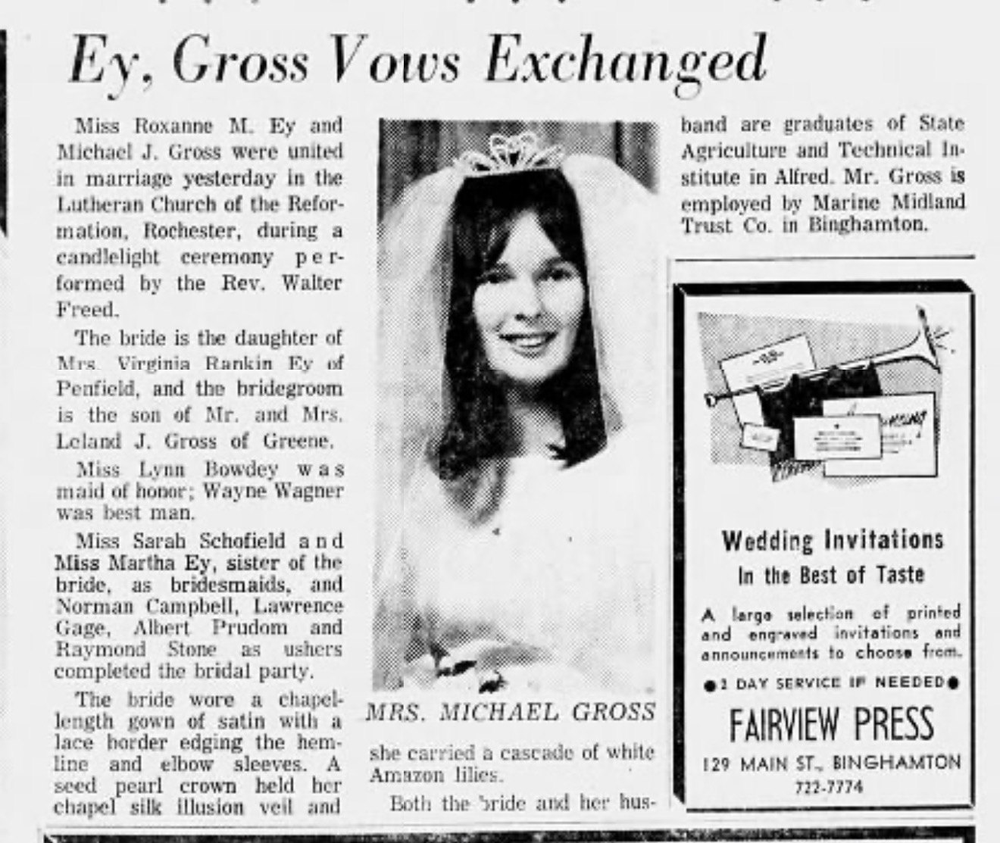 Ey, Gross Vows Exchanged
Miss Roxanne M. Ey and
Michael J. Gross were united
in marriage yesterday in the
Lutheran Church of the Refor-
mation, Rochester, during a
candlelight ceremony per-
formed by the Rev. Walter
Freed.
The bride is the daughter of
Mrs. Virginia Rankin Ey of
Penfield, and the bridegroom
is the son of Mr. and Mrs.
Leland J. Gross of Greene.
Miss Lynn Bowdey was
maid of honor; Wayne Wagner
was best man.
Miss Sarah Schofield and
Miss Martha Ey, sister of the
bride, as bridesmaids, and
Norman Campbell, Lawrence
Gage, Albert Prudom and
Raymond Stone as ushers
completed the bridal party.
The bride wore a chapel-
length gown of satin with a
lace border edging the hem-
line and elbow sleeves. A
seed pearl crown held her
chapel silk illusion veil and
MRS. MICHAEL GROSS
she carried a cascade of white
Amazon lilies.
Both the bride and her hus-
band are graduates of State
Agriculture and Technical In-
stitute in Alfred. Mr. Gross is
employed by Marine Midland
Trust Co. in Binghamton.
Wedding Invitations
In the Best of Taste
A large selection of printed
and engraved invitations and
announcements to choose from.
●2 DAY SERVICE IF NEEDED●
FAIRVIEW PRESS
129 MAIN ST., BINGHAMTON
722-7774